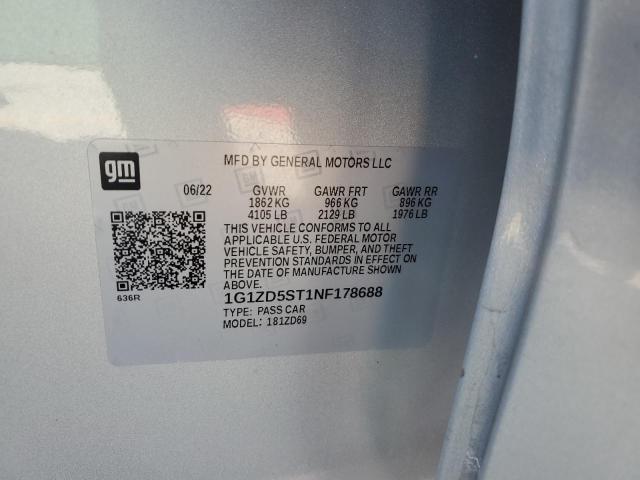 gm
MFD BY GENERAL MOTORS LLC
06/22 GVWR GAWR FRT GAWR RR
1862 KG 966 KG 896 KG
4105 LB 2129 LB 1976 LB
THIS VEHICLE CONFORMS TO ALL
APPLICABLE U.S. FEDERAL MOTOR
VEHICLE SAFETY, BUMPER, AND THEFT
PREVENTION STANDARDS IN EFFECT ON
THE DATE OF MANUFACTURE SHOWN
ABOVE.
636R
1G1ZD5ST1NF178688
TYPE: PASS CAR
MODEL: 181ZD69